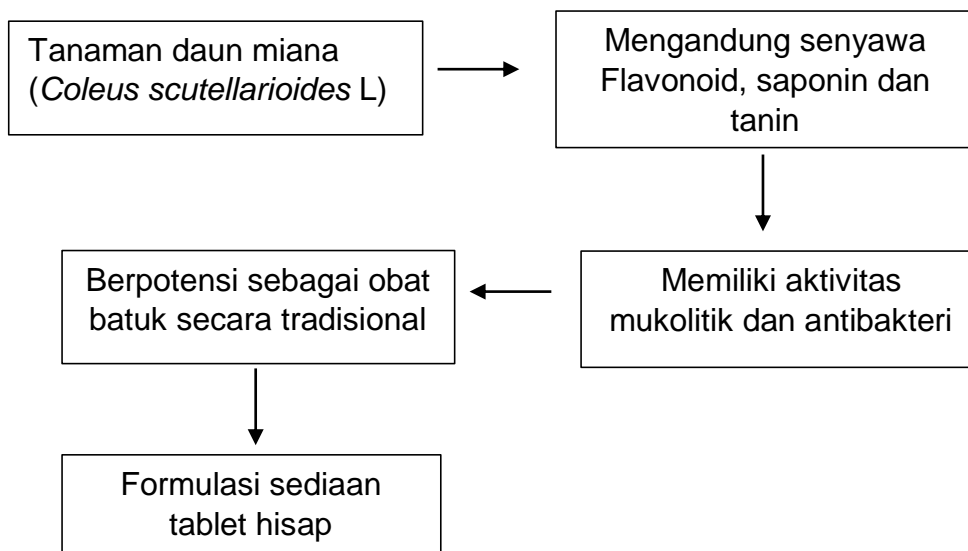 Tanaman daun miana
(Coleus scutellarioides L)
Mengandung senyawa
Flavonoid, saponin dan
tanin
Memiliki aktivitas
mukolitik dan antibakteri
Berpotensi sebagai obat
batuk secara tradisional
Formulasi sediaan
tablet hisap